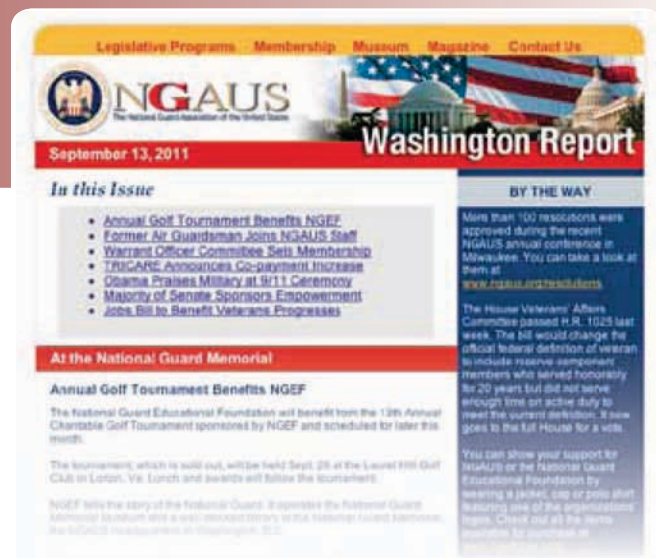 Legislative Programs Membership Museum Magazine Contact Us
NGAUS
The National Guard Association of the United States
Washington Report
September 13, 2011
In this Issue
Annual Golf Tournament Benefits NGEF
Former Air Guardsman Joins NGAUS Staff
Warrant Officer Committee Sets Membership
TRICARE Announces Co-payment Increase
Obama Praises Military at 9/11 Ceremony
Majority of Senate Sponsors Empowerment
Jobs Bill to Benefit Veterans Progresses
At the National Guard Memorial
Annual Golf Tournament Benefits NGEF
The National Guard Educational Foundation will benefit from the 13th Annual
Charitable Golf Tournament sponsored by NGEF and scheduled for later this
month.
The tournament, which is sold out, will be held Sept. 26 at the Laurel Hill Golf
Club in Lorton, Va. Lunch and awards will follow the tournament.
NGEF tells the story of the National Guard. It operates the National Guard
Memorial Museum and a
library at the National Guard Memorial,
the NGAUS headquarters in Washington, D.C.
BY THE WAY
More than 100 resolutions were
approved during the recent
NGAUS annual conference in
Milwaukee. You can take a look at
them at
www.ngaus.org/resolutions
The House Veterans' Affairs
Committee passed H.R. 1025 last
week. The bill would change the
official federal definition of veteran
to include reserve component
members who served honorably
for 20 years but did not serve
enough time on active duty to
meet the current definition. It now
goes to the full House for a vote.
You can show your support for
NGAUS or the National Guard
Educational Foundation by
wearing a jacket, cap or polo shirt
featuring one of the organizations'
logos. Check out all the items
available for purchase at